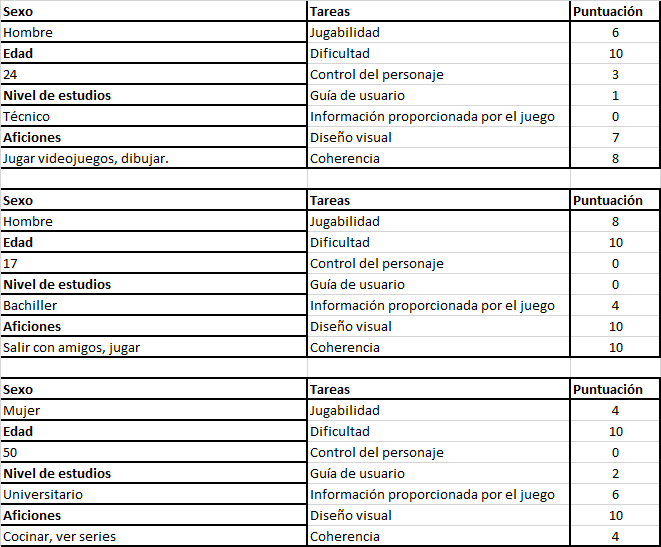 Sexo Tareas Puntuación
Hombre Jugabilidad 6
Edad Dificultad 10
24 Control del personaje 3
Nivel de estudios Guía de usuario 1
Técnico Información proporcionada por el juego 0
Aficiones Diseño visual 7
Jugar videojuegos, dibujar. Coherencia 8
Sexo Tareas Puntuación
Hombre Jugabilidad 8
Edad Dificultad 10
17 Control del personaje 0
Nivel de estudios Guía de usuario 0
Bachiller Información proporcionada por el juego 4
Aficiones Diseño visual 10
Salir con amigos, jugar Coherencia 10
Sexo Tareas Puntuación
Mujer Jugabilidad 4
Edad Dificultad 10
50 Control del personaje 0
Nivel de estudios Guía de usuario 2
Universitario Información proporcionada por el juego 6
Aficiones Diseño visual 10
Cocinar, ver series Coherencia 4